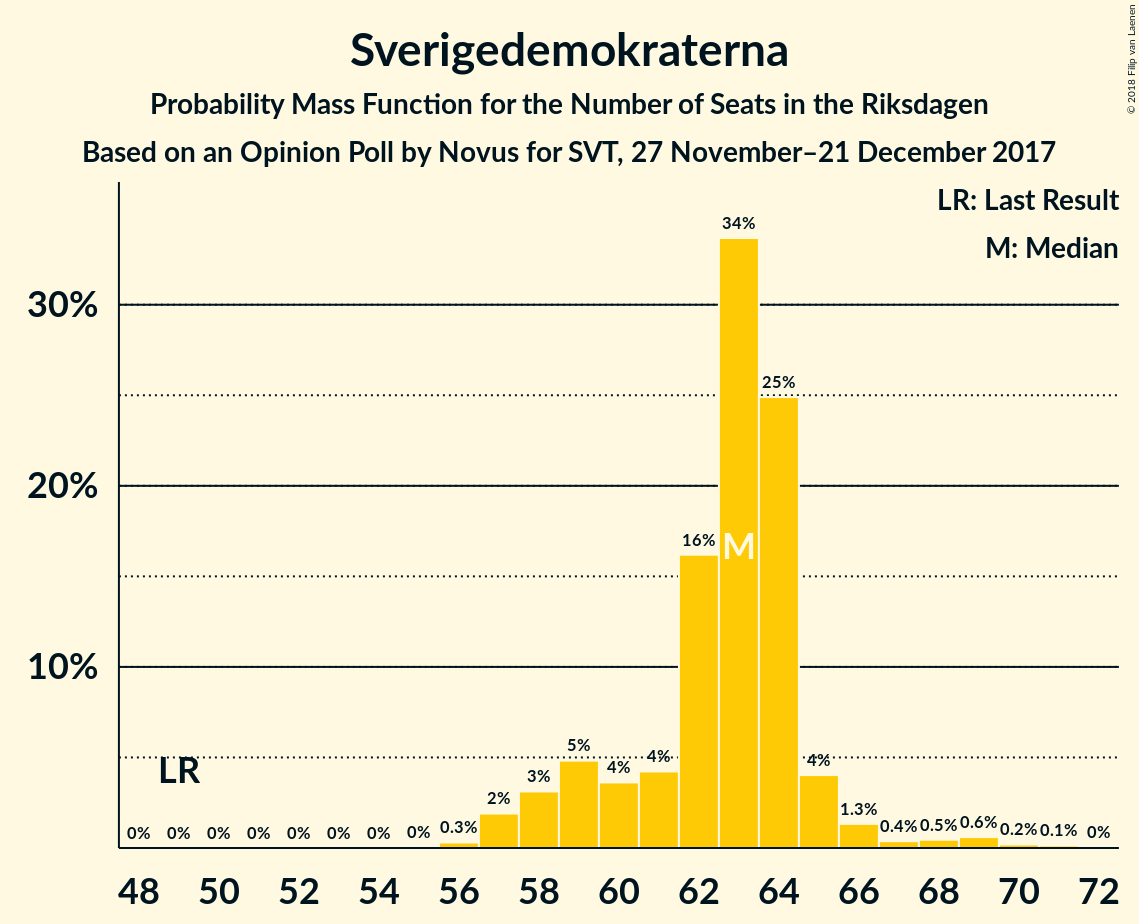 Sverigedemokraterna
Probability Mass Function for the Number of Seats in the Riksdagen
Based on an Opinion Poll by Novus for SVT, 27 November–21 December 2017
© 2018 Filip van Laenen
LR: Last Result
M: Median
34%
30%
25%
20%
16%
M
10%
5%
4%
4%
4%
3%
2%
1.3%
LR
0% 0% 0% 0% 0% 0% 0% 0% 0.3% 0.4% 0.5% 0.6% 0.2% 0.1% 0%
48 50 52 54 56 58 60 62 64 66 68 70 72